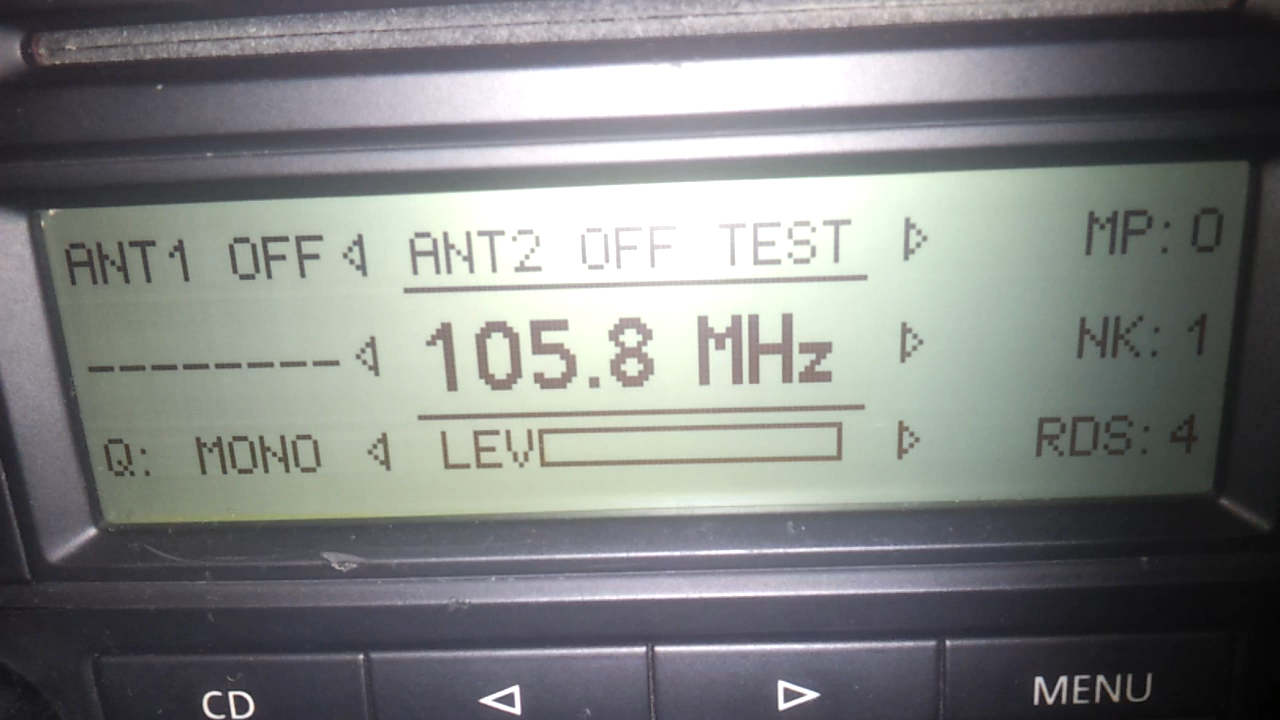 ANT1 OFF ANT2 OFF TEST MP: 0
-------- 105.8 MHz NK: 1
Q: MONO LEV RDS: 4
CD MENU